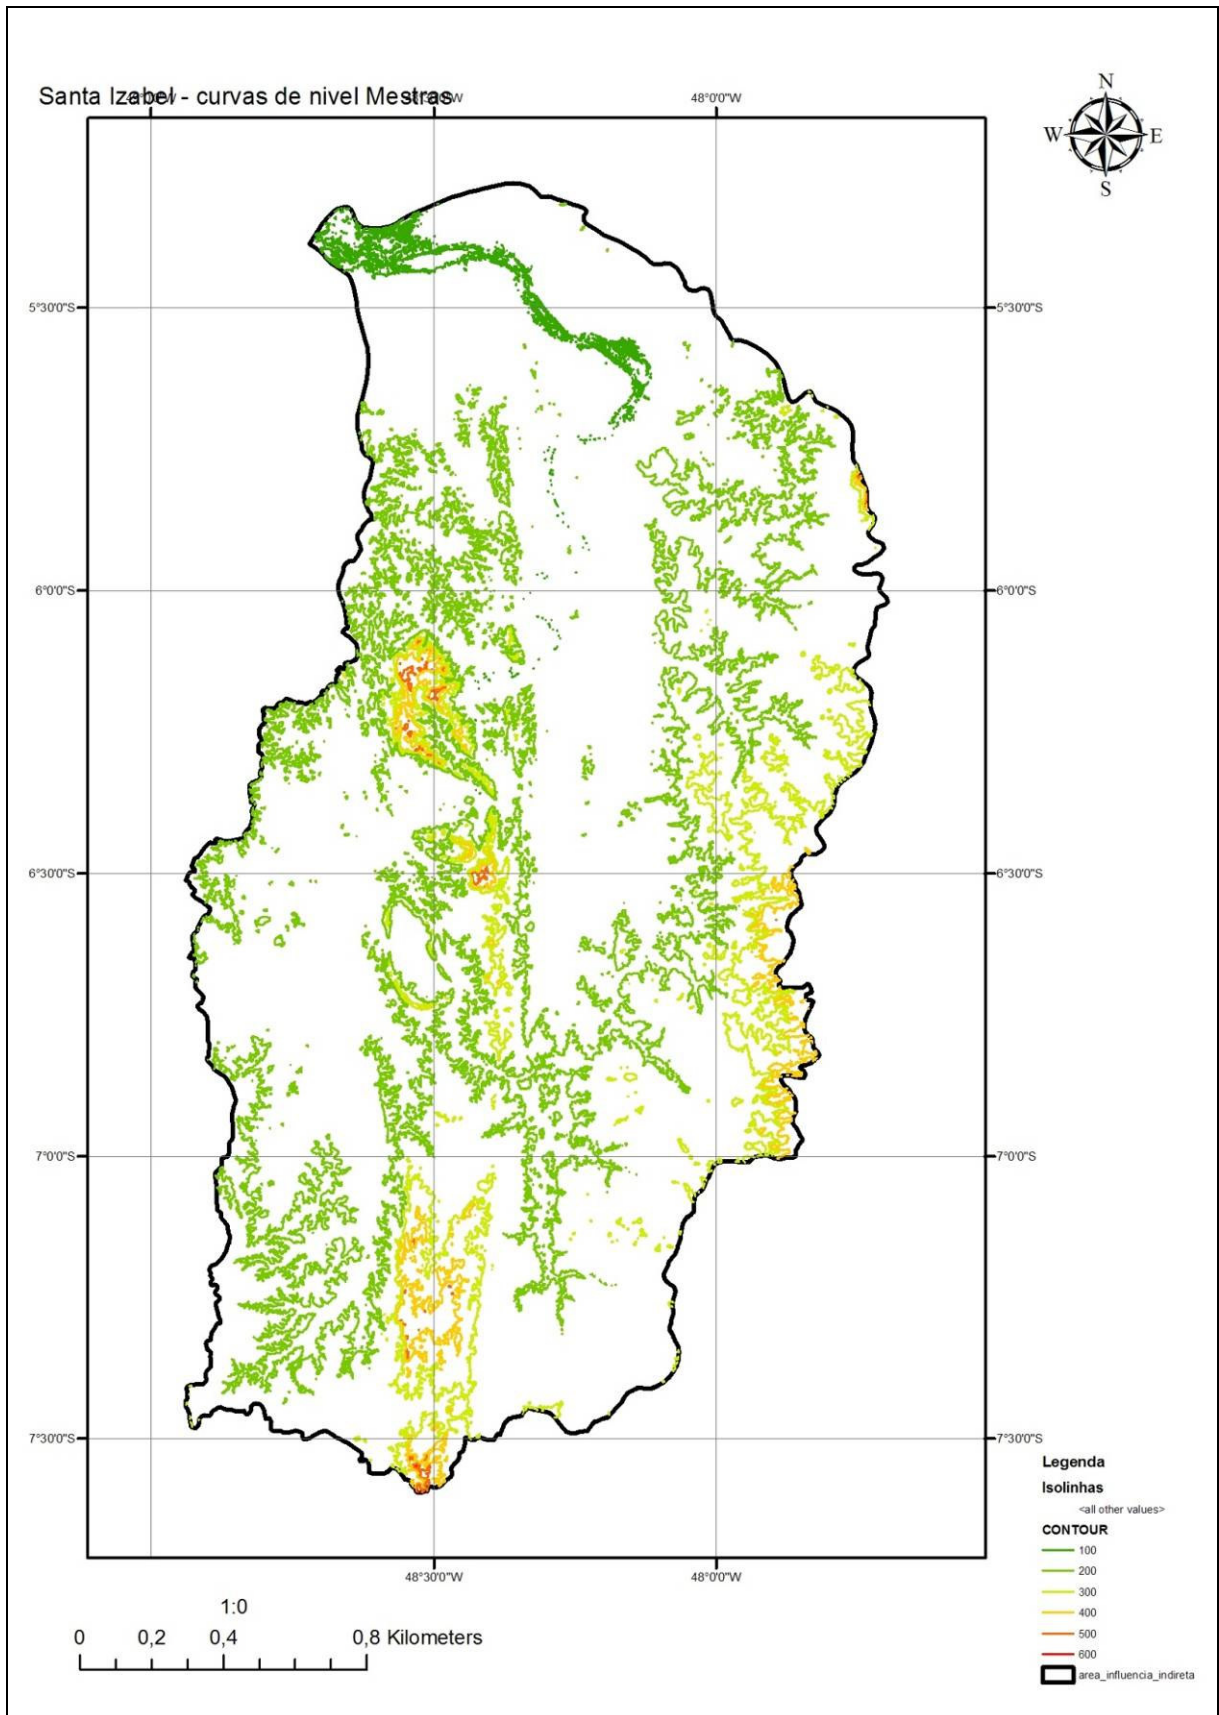 Santa Izabel - curvas de nivel Mestras
48°0'0"W
N
W
E
S
5°30'0"S
5°30'0"S
6°0'0"S
6°0'0"S
6°30'0"S
6°30'0"S
7°0'0"S
7°0'0"S
7°30'0"S
7°30'0"S
48°30'0"W
48°0'0"W
Legenda
Isolinhas
<all other values>
CONTOUR
100
200
300
400
500
600
area_influencia_indireta
1:0
0 0,2 0,4 0,8 Kilometers